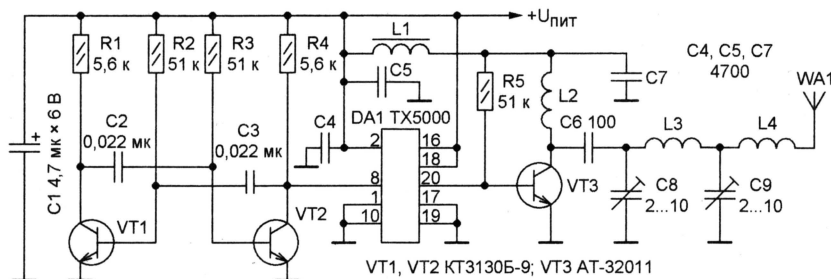 +Uпит
R1
5,6 к
R2
51 к
R3
51 к
R4
5,6 к
L1
C5
R5
51 к
L2
C7
C4, C5, C7
4700
WA1
C1 4,7 мк × 6 В
+
C2
0,022 мк
C3
0,022 мк
C4
DA1 TX5000
2
16
18
8
20
1
17
10
19
C6 100
L3
L4
VT1
VT2
VT3
C8
2...10
C9
2...10
VT1, VT2 КТ3130Б-9; VT3 АТ-32011